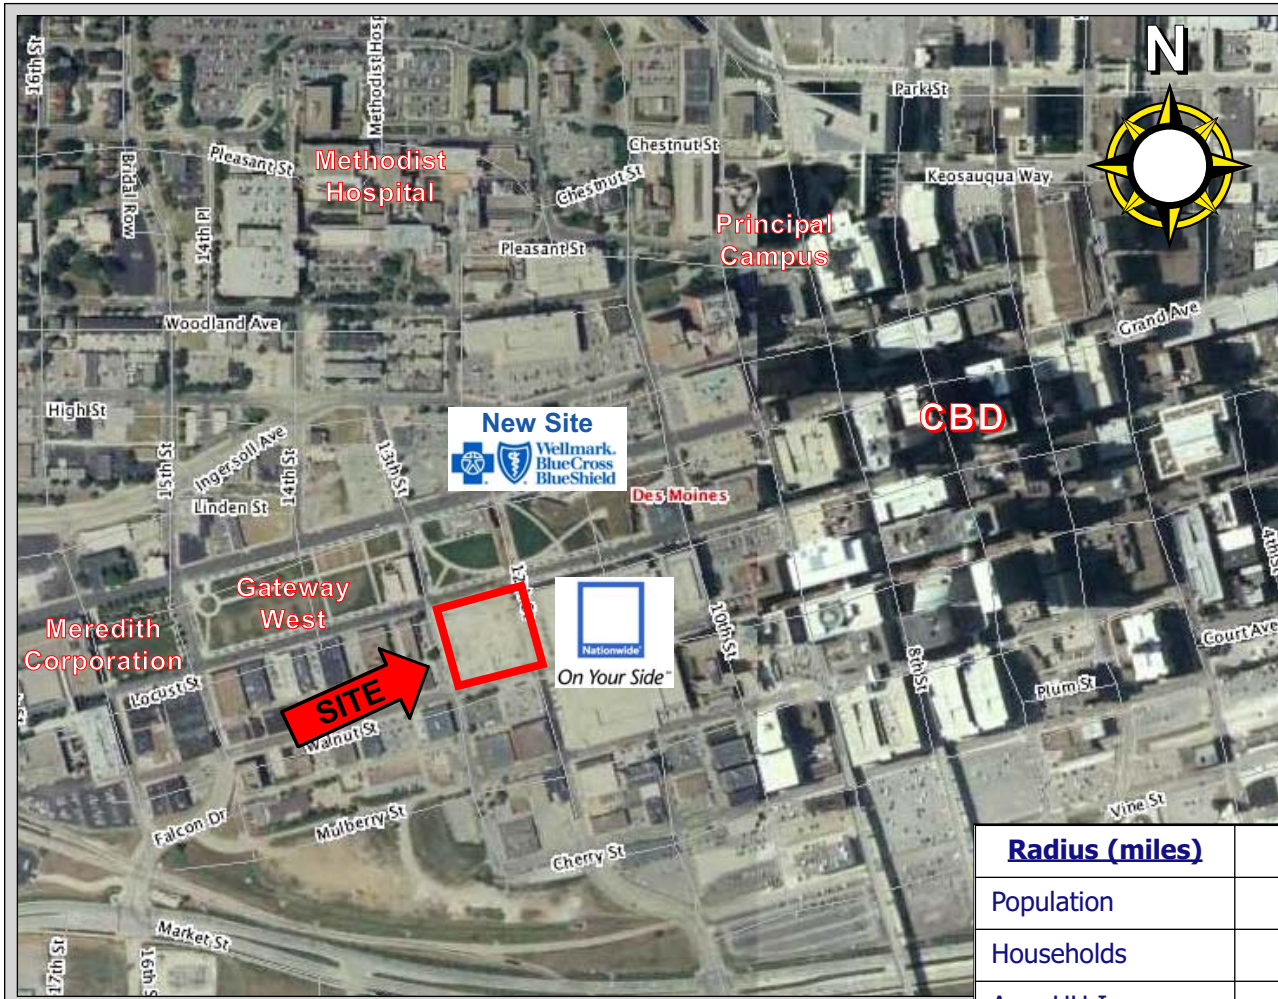 16th St
Methodist Hosp
N
Park St
Bridal Row
Pleasant St
Methodist
Hospital
Chestnut St
Chestnut St
Keosauqua Way
14th Pl
Pleasant St
Principal
Campus
Woodland Ave
Grand Ave
High St
CBD
New Site
Wellmark.
BlueCross
BlueShield
15th St
Ingersoll Ave
14th St
13th St
Linden St
Des Moines
4th St
Gateway
West
12th St
Meredith
Corporation
Nationwide®
On Your Side™
10th St
8th St
Court Ave
Locust St
SITE
Plum St
Walnut St
Falcon Dr
Mulberry St
Vine St
Cherry St
Market St
17th St
16th S
Radius (miles)
Population
Households